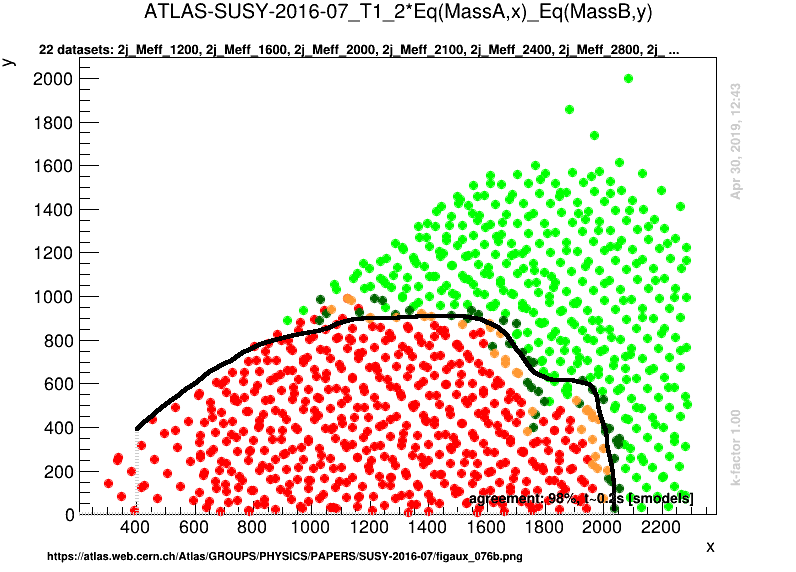 ATLAS-SUSY-2016-07_T1_2*Eq(MassA,x)_Eq(MassB,y)
22 datasets: 2j_Meff_1200, 2j_Meff_1600, 2j_Meff_2000, 2j_Meff_2100, 2j_Meff_2400, 2j_Meff_2800, 2j_ ...
y
2000
1800
1600
1400
1200
1000
800
600
400
200
0
Apr 30, 2019, 12:43
k-factor 1.00
agreement: 98%, t~0.2s [smodels]
400 600 800 1000 1200 1400 1600 1800 2000 2200
x
https://atlas.web.cern.ch/Atlas/GROUPS/PHYSICS/PAPERS/SUSY-2016-07/figaux_076b.png